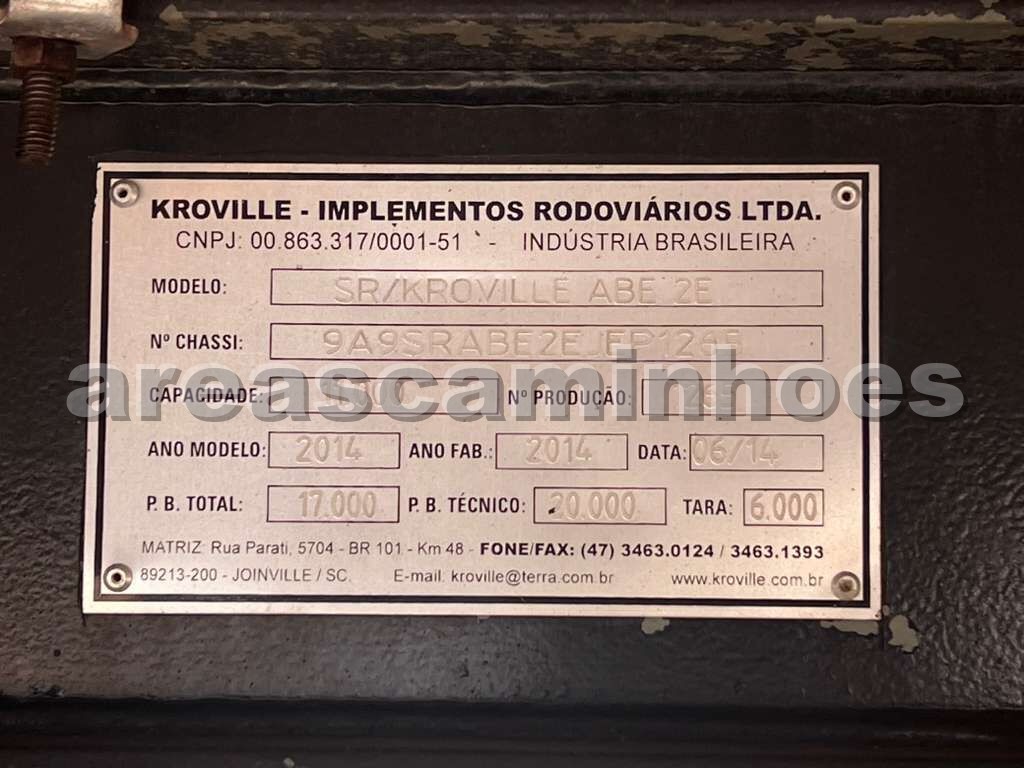 KROVILLE - IMPLEMENTOS RODOVIÁRIOS LTDA.
CNPJ: 00.863.317/0001-51 - INDÚSTRIA BRASILEIRA
MODELO: SR/KROVILLE ABE 2E
Nº CHASSI:
areascaminhoes
CAPACIDADE: Nº PRODUÇÃO:
ANO MODELO: 2014 ANO FAB.: 2014 DATA: 06/14
P. B. TOTAL: 17.000 P. B. TÉCNICO: 20.000 TARA: 6.000
MATRIZ: Rua Parati, 5704 - BR 101 - Km 48 - FONE/FAX: (47) 3463.0124 / 3463.1393
89213-200 - JOINVILLE / SC. E-mail: kroville@terra.com.br www.kroville.com.br